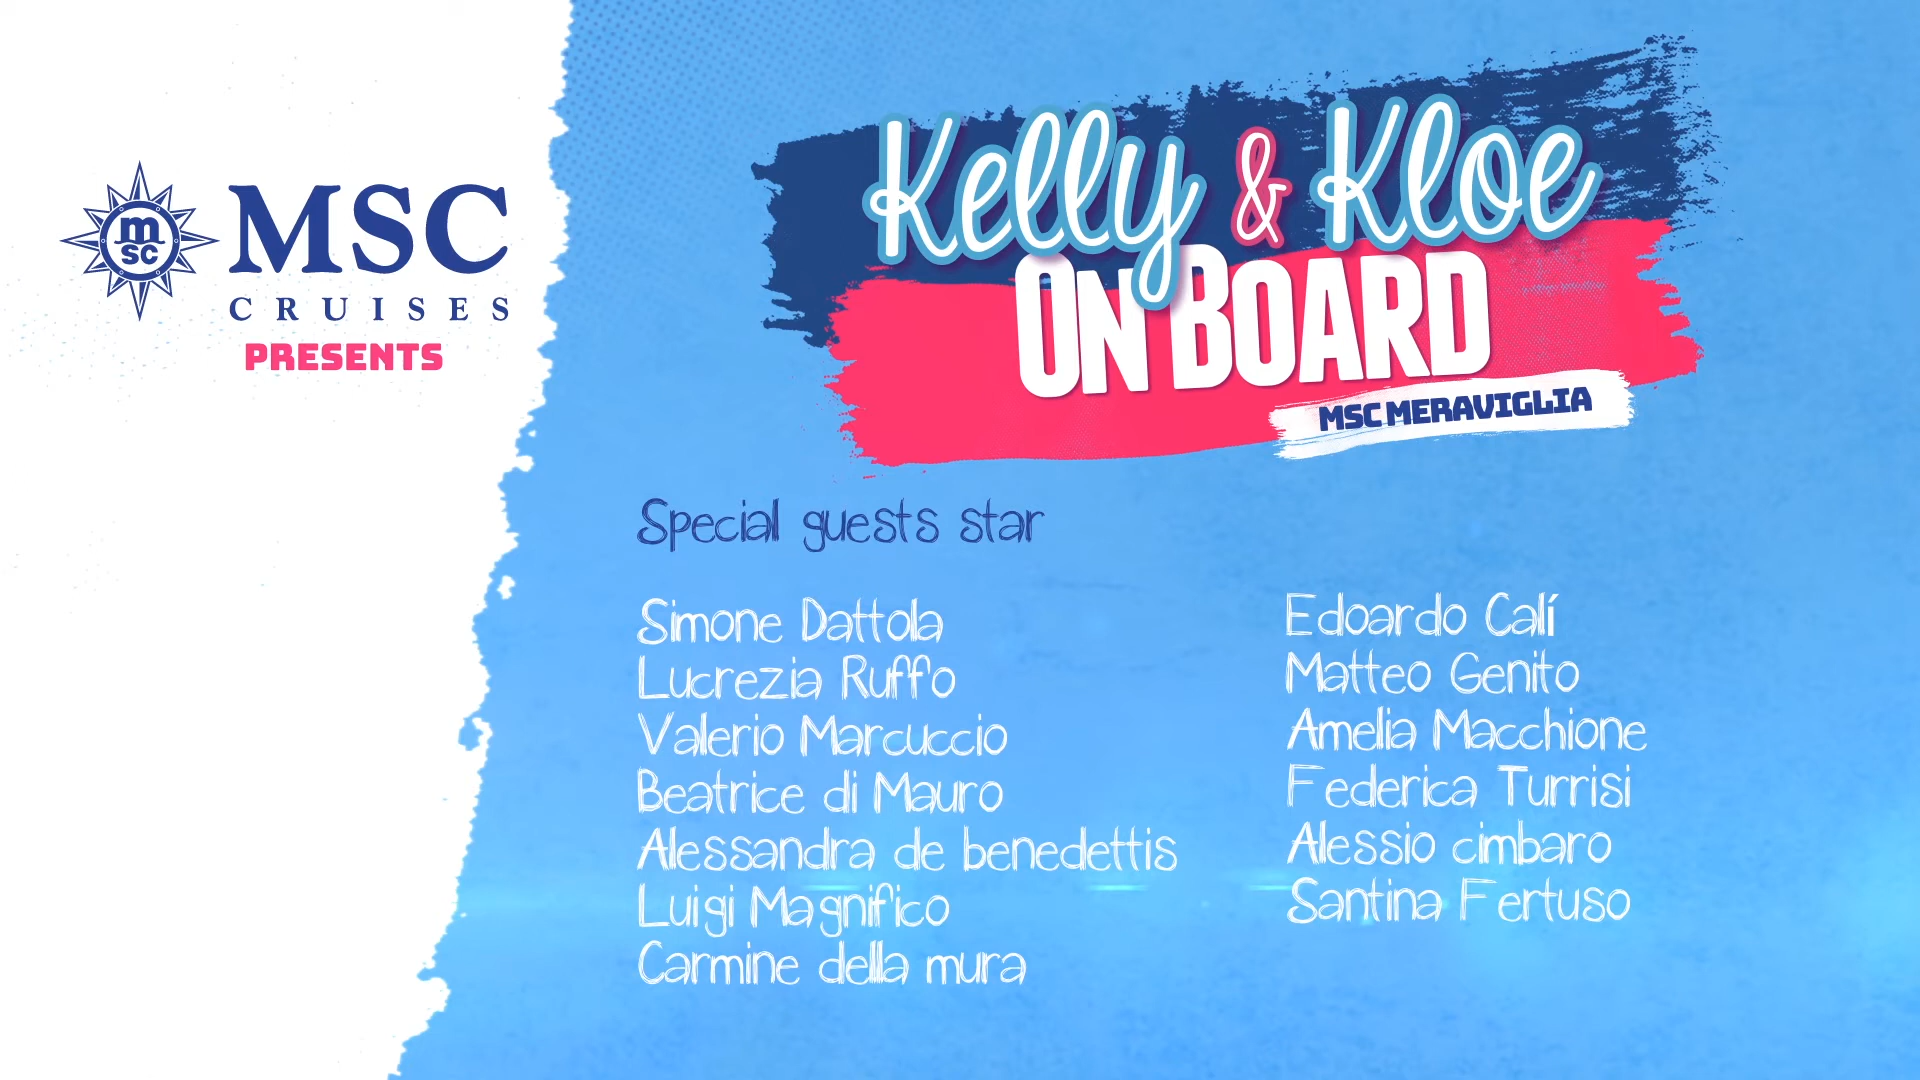 m
sc
MSC
CRUISES
PRESENTS
Kelly & Kloe
ON BOARD
MSC MERAVIGLIA
Special guests star
Simone Dattola
Lucrezia Ruffo
Valerio Marcuccio
Beatrice di Mauro
Alessandra de benedettis
Luigi Magnifico
Carmine della mura
Edoardo Calí
Matteo Genito
Amelia Macchione
Federica Turrisi
Alessio cimbaro
Santina Fertuso